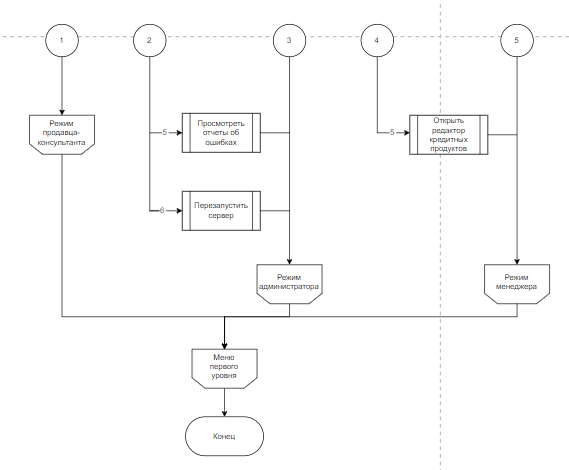 1
2
3
4
5
Режим
продавца-
консультанта
5
Просмотреть
отчеты об
ошибках
5
Открыть
редактор
кредитных
продуктов
6
Перезапустить
сервер
Режим
администратора
Режим
менеджера
Меню
первого
уровня
Конец